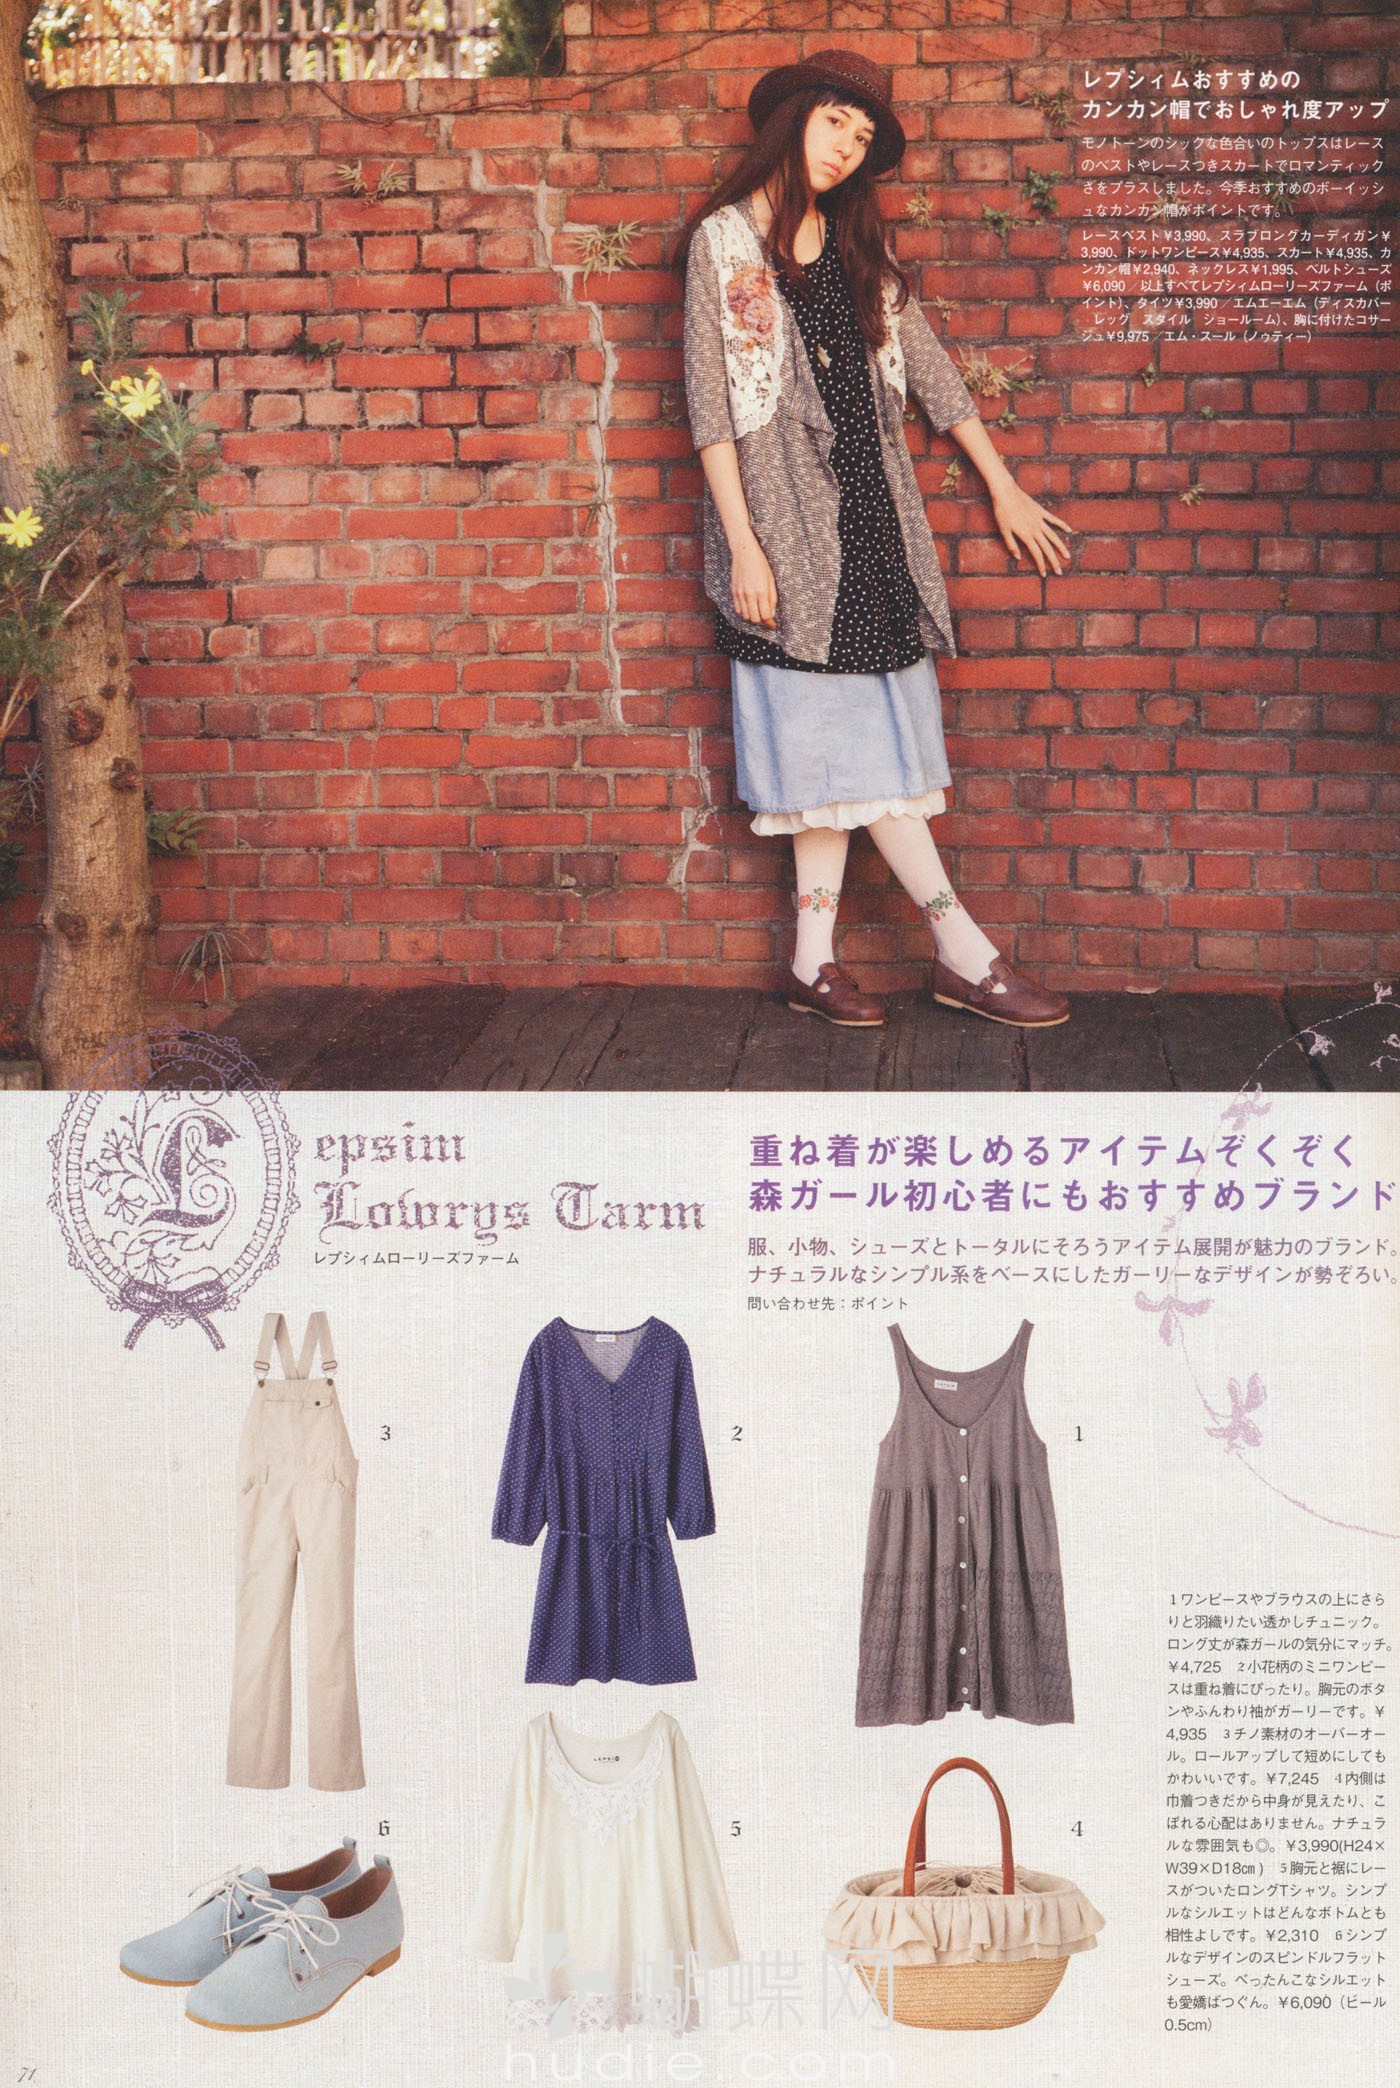 レプシィムおすすめの
カンカン帽でおしゃれ度アップ
モノトーンのシックな色合いのトップスはレース
のベストやレースつきスカートでロマンティック
さをプラスしました。今季おすすめのボーイッシ
ュなカンカン帽がポイントです。
レースベスト¥3,990、スラブロングカーディガン¥
3,990、ドットワンピース¥4,935、スカート¥4,935、カ
ンカン帽¥2,940、ネックレス¥1,995、ベルトシューズ
¥6,090／以上すべてレプシィムローリーズファーム（ポ
イント）、タイツ¥3,990／エムエーエム（ディスカバー
レッグ　スタイル　ショールーム）、胸に付けたコサー
ジュ¥9,975／エム・スール（ノゥティー）
L
epsim
Lowrys Tarm
レプシィムローリーズファーム
重ね着が楽しめるアイテムぞくぞく
森ガール初心者にもおすすめブランド
服、小物、シューズとトータルにそろうアイテム展開が魅力のブランド。
ナチュラルなシンプル系をベースにしたガーリーなデザインが勢ぞろい。
問い合わせ先：ポイント
3
2
1
6
5
4
1ワンピースやブラウスの上にさら
りと羽織りたい透かしチュニック。
ロング丈が森ガールの気分にマッチ。
¥4,725　2小花柄のミニワンピー
スは重ね着にぴったり。胸元のボタ
ンやふんわり袖がガーリーです。¥
4,935　3チノ素材のオーバーオー
ル。ロールアップして短めにしても
かわいいです。¥7,245　4内側は
巾着つきだから中身が見えたり、こ
ぼれる心配はありません。ナチュラ
ルな雰囲気も◎。¥3,990(H24×
W39×D18㎝)　5胸元と裾にレー
スがついたロングTシャツ。シンプ
ルなシルエットはどんなボトムとも
相性よしです。¥2,310　6シンプ
ルなデザインのスピンドルフラット
シューズ。ぺったんこなシルエット
も愛嬌ばつぐん。¥6,090（ヒール
0.5cm）
蝴蝶网
hudie.com
71